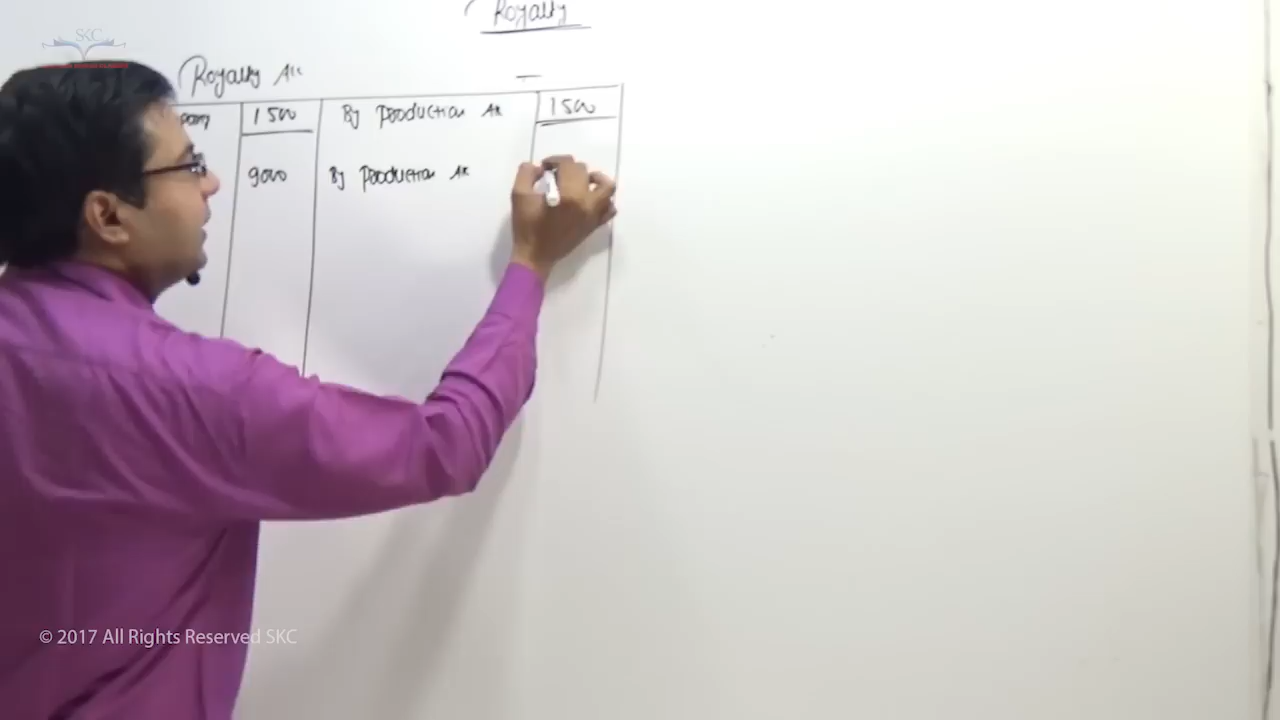 Royalty
SKC
Royalty A/c
1500 By Production A/c 1500
9000 By Production A/c
© 2017 All Rights Reserved SKC